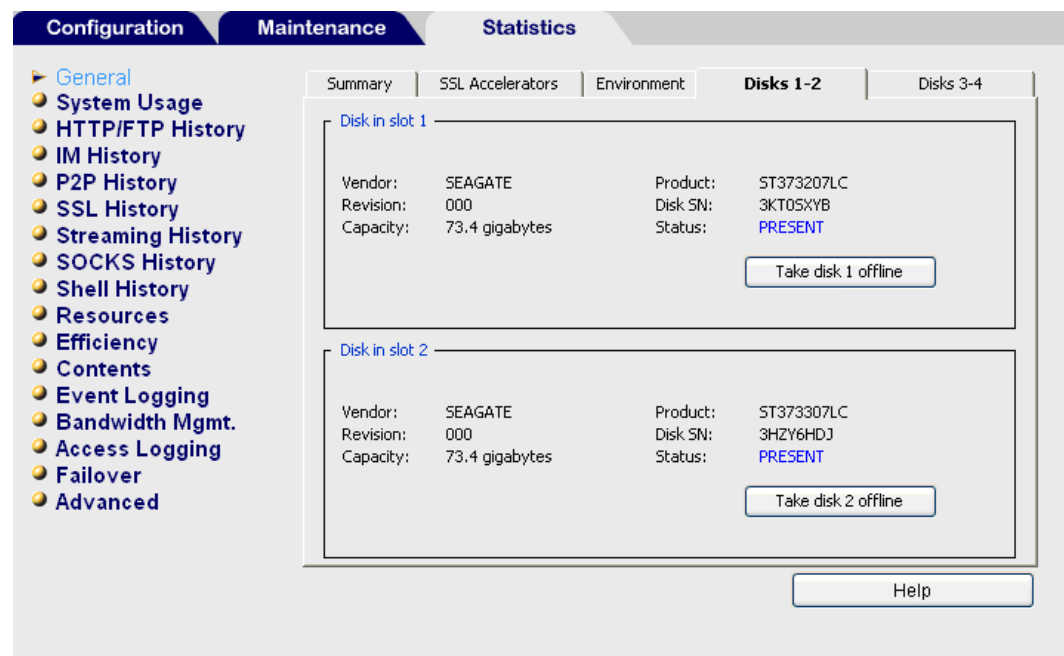 Configuration Maintenance Statistics
General
System Usage
HTTP/FTP History
IM History
P2P History
SSL History
Streaming History
SOCKS History
Shell History
Resources
Efficiency
Contents
Event Logging
Bandwidth Mgmt.
Access Logging
Failover
Advanced
Summary SSL Accelerators Environment Disks 1-2 Disks 3-4
Disk in slot 1
Vendor: SEAGATE Product: ST373207LC
Revision: 000 Disk SN: 3KT05XYB
Capacity: 73.4 gigabytes Status: PRESENT
Take disk 1 offline
Disk in slot 2
Vendor: SEAGATE Product: ST373307LC
Revision: 000 Disk SN: 3HZY6HDJ
Capacity: 73.4 gigabytes Status: PRESENT
Take disk 2 offline
Help